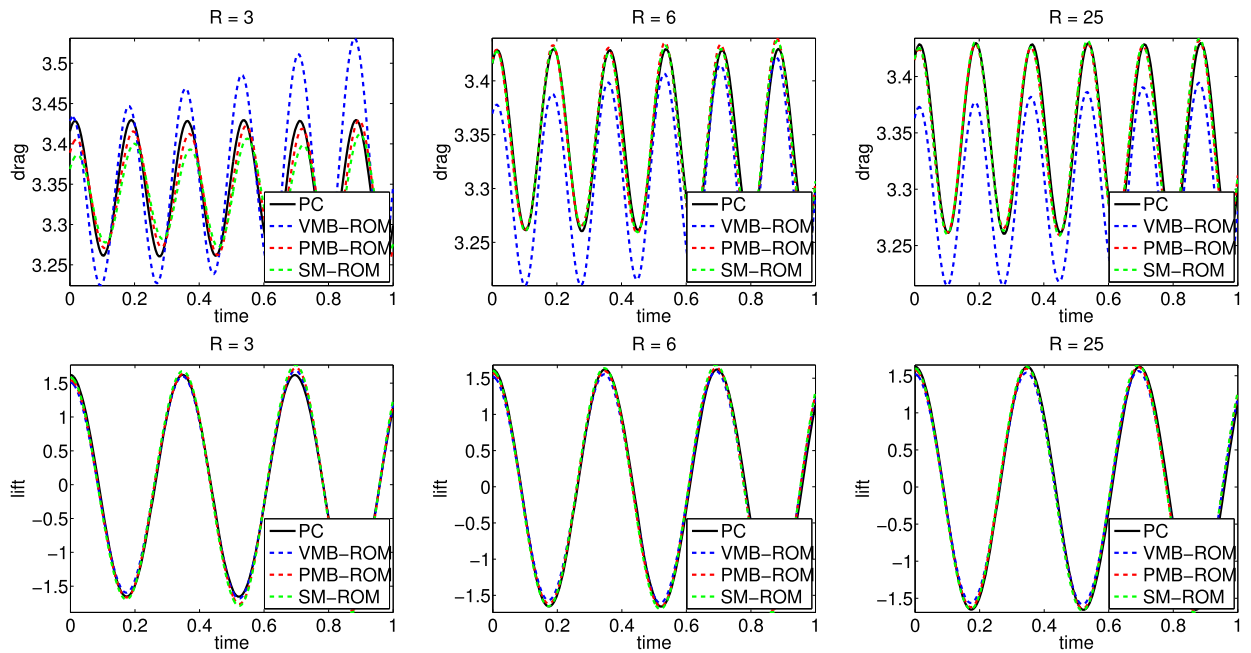 R = 3
R = 6
R = 25
3.5
3.45
3.4
3.35
3.3
3.25
drag
0
0.2
0.4
0.6
0.8
1
time
PC
VMB-ROM
PMB-ROM
SM-ROM
3.4
3.35
3.3
3.25
drag
0
0.2
0.4
0.6
0.8
1
time
PC
VMB-ROM
PMB-ROM
SM-ROM
3.4
3.35
3.3
3.25
drag
0
0.2
0.4
0.6
0.8
1
time
PC
VMB-ROM
PMB-ROM
SM-ROM
R = 3
R = 6
R = 25
1.5
1
0.5
0
−0.5
−1
−1.5
lift
0
0.2
0.4
0.6
0.8
1
time
PC
VMB−ROM
PMB−ROM
SM−ROM
1.5
1
0.5
0
−0.5
−1
−1.5
lift
0
0.2
0.4
0.6
0.8
1
time
PC
VMB−ROM
PMB−ROM
SM−ROM
1.5
1
0.5
0
−0.5
−1
−1.5
lift
0
0.2
0.4
0.6
0.8
1
time
PC
VMB−ROM
PMB−ROM
SM−ROM